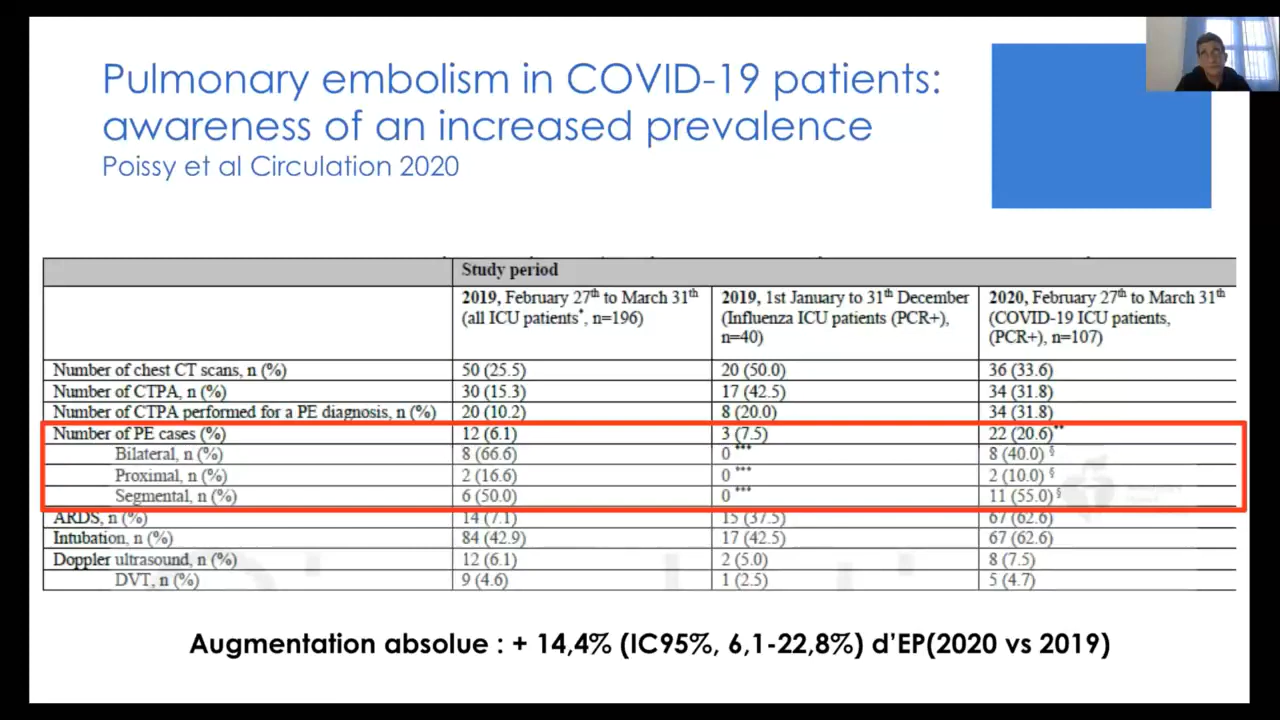 Pulmonary embolism in COVID-19 patients:
awareness of an increased prevalence
Poissy et al Circulation 2020
Study period
2019, February 27th to March 31th (all ICU patients*, n=196)
2019, 1st January to 31th December (Influenza ICU patients (PCR+), n=40)
2020, February 27th to March 31th (COVID-19 ICU patients, (PCR+), n=107)
Number of chest CT scans, n (%) 50 (25.5) 20 (50.0) 36 (33.6)
Number of CTPA, n (%) 30 (15.3) 17 (42.5) 34 (31.8)
Number of CTPA performed for a PE diagnosis, n (%) 20 (10.2) 8 (20.0) 34 (31.8)
Number of PE cases (%) 12 (6.1) 3 (7.5) 22 (20.6)**
Bilateral, n (%) 8 (66.6) 0 *** 8 (40.0) §
Proximal, n (%) 2 (16.6) 0 *** 2 (10.0) §
Segmental, n (%) 6 (50.0) 0 *** 11 (55.0) §
ARDS, n (%) 14 (7.1) 15 (37.5) 67 (62.6)
Intubation, n (%) 84 (42.9) 17 (42.5) 67 (62.6)
Doppler ultrasound, n (%) 12 (6.1) 2 (5.0) 8 (7.5)
DVT, n (%) 9 (4.6) 1 (2.5) 5 (4.7)
Augmentation absolue : + 14,4% (IC95%, 6,1-22,8%) d'EP(2020 vs 2019)